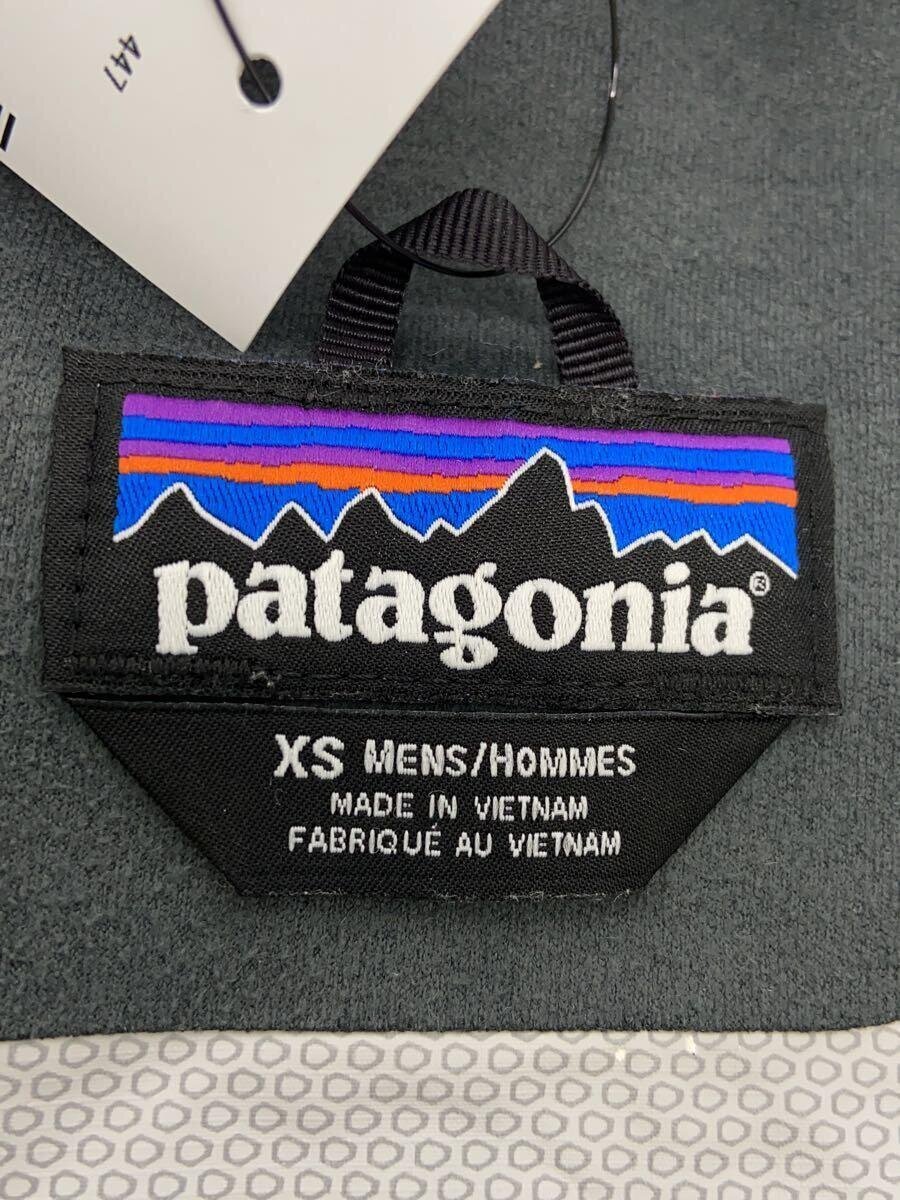 447
patagonia®
XS MENS/HOMMES
MADE IN VIETNAM
FABRIQUÉ AU VIETNAM